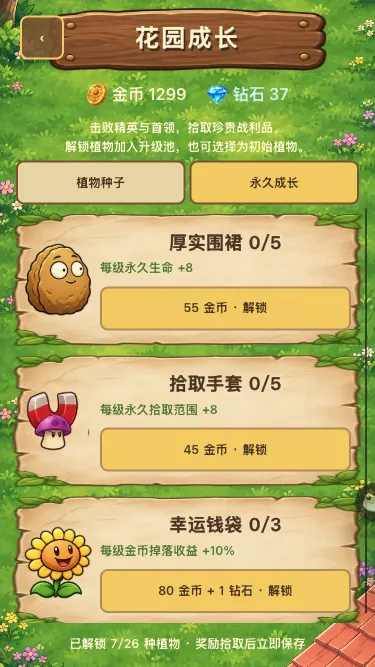 ‹
花园成长
金币 1299 钻石 37
击败精英与首领，拾取珍贵战利品。
解锁植物加入升级池，也可选择为初始植物。
植物种子 永久成长
厚实围裙 0/5
每级永久生命 +8
55 金币 · 解锁
拾取手套 0/5
每级永久拾取范围 +8
45 金币 · 解锁
幸运钱袋 0/3
每级金币掉落收益 +10%
80 金币 + 1 钻石 · 解锁
已解锁 7/26 种植物 · 奖励拾取后立即保存